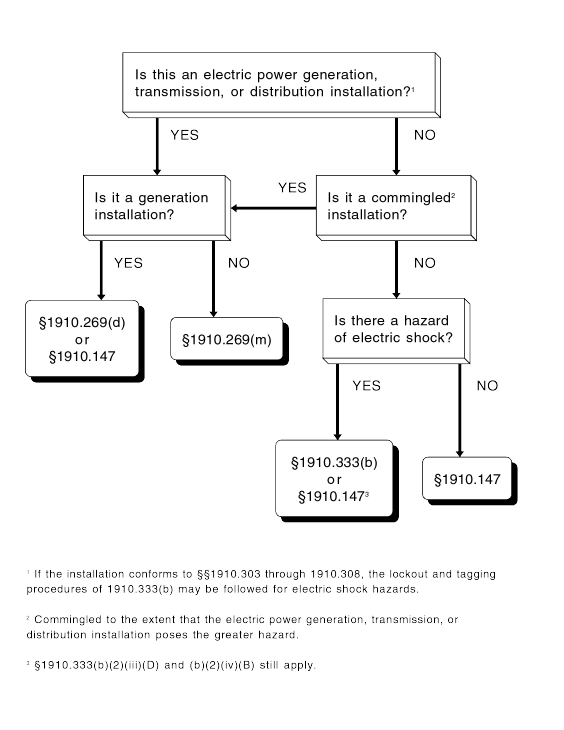 Is this an electric power generation,
transmission, or distribution installation?¹
YES
NO
Is it a generation
installation?
YES
Is it a commingled²
installation?
YES
NO
NO
§1910.269(d)
or
§1910.147
§1910.269(m)
Is there a hazard
of electric shock?
YES
NO
§1910.333(b)
or
§1910.147³
§1910.147
¹ If the installation conforms to §§1910.303 through 1910.308, the lockout and tagging
procedures of 1910.333(b) may be followed for electric shock hazards.
² Commingled to the extent that the electric power generation, transmission, or
distribution installation poses the greater hazard.
³ §1910.333(b)(2)(iii)(D) and (b)(2)(iv)(B) still apply.